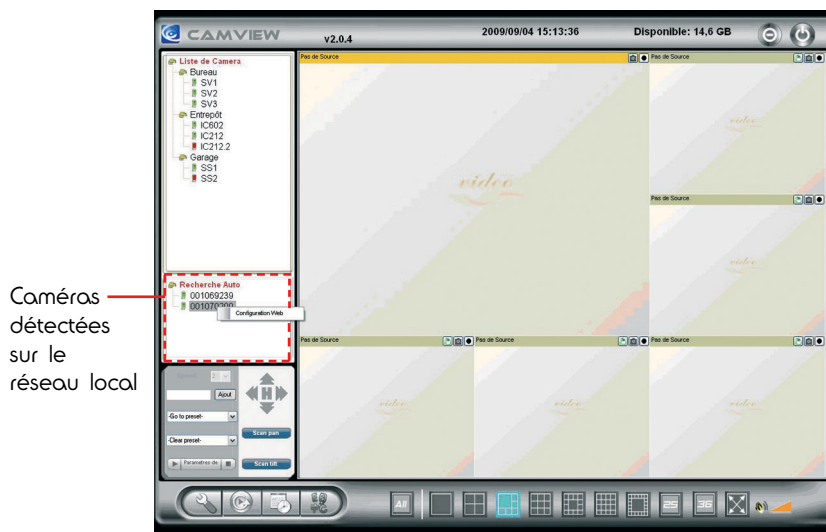 CAMVIEW v2.0.4 2009/09/04 15:13:36 Disponible: 14,6 GB
Liste de Camera
Bureau
SV1
SV2
SV3
Entrepôt
IC602
IC212
IC212.2
Garage
SS1
SS2
Recherche Auto
001069239
Configuration Web
Caméras
détectées
sur le
réseau local
Ajout
-Go to preset-
-Clear preset-
Paramètres de
Scan pan
Scan tilt
Pas de Source
video
Pas de Source
video
Pas de Source
video
Pas de Source
video
Pas de Source
video
Pas de Source
video
All
25
36